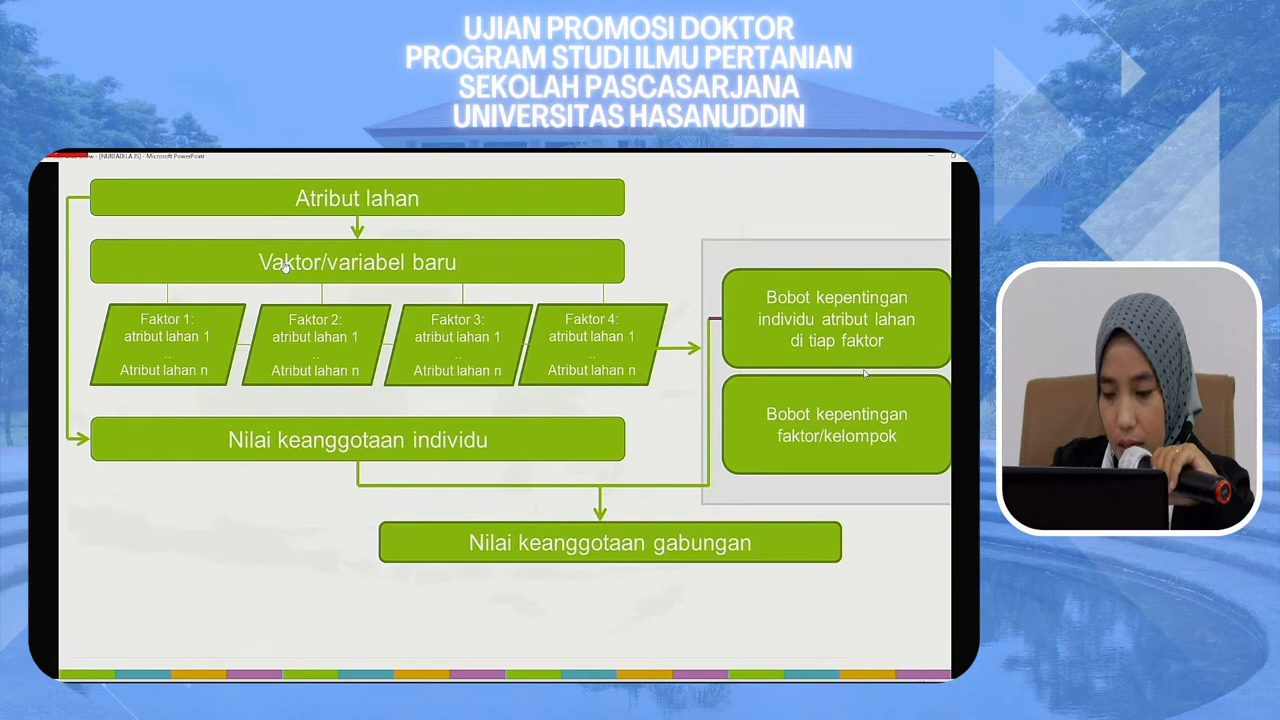 UJIAN PROMOSI DOKTOR
PROGRAM STUDI ILMU PERTANIAN
SEKOLAH PASCASARJANA
UNIVERSITAS HASANUDDIN
- Microsoft PowerPoint
Atribut lahan
Vaktor/variabel baru
Faktor 1:
atribut lahan 1
..
Atribut lahan n
Faktor 2:
atribut lahan 1
..
Atribut lahan n
Faktor 3:
atribut lahan 1
..
Atribut lahan n
Faktor 4:
atribut lahan 1
..
Atribut lahan n
Bobot kepentingan
individu atribut lahan
di tiap faktor
Bobot kepentingan
faktor/kelompok
Nilai keanggotaan individu
Nilai keanggotaan gabungan